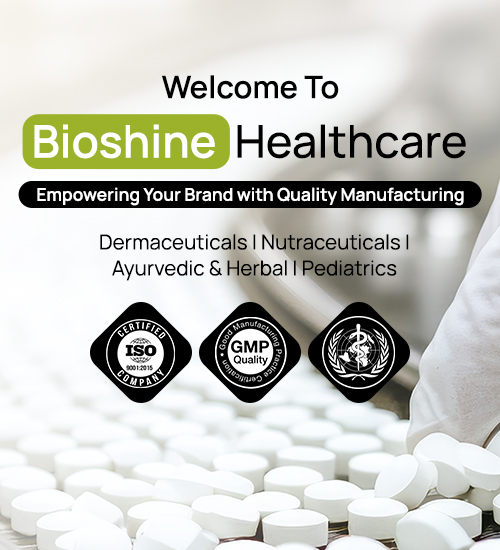 Welcome To
Bioshine Healthcare
Empowering Your Brand with Quality Manufacturing
Dermaceuticals | Nutraceuticals |
Ayurvedic & Herbal | Pediatrics
CERTIFIED
ISO
9001:2015
COMPANY
Good Manufacturing Practice Certification
GMP
Quality